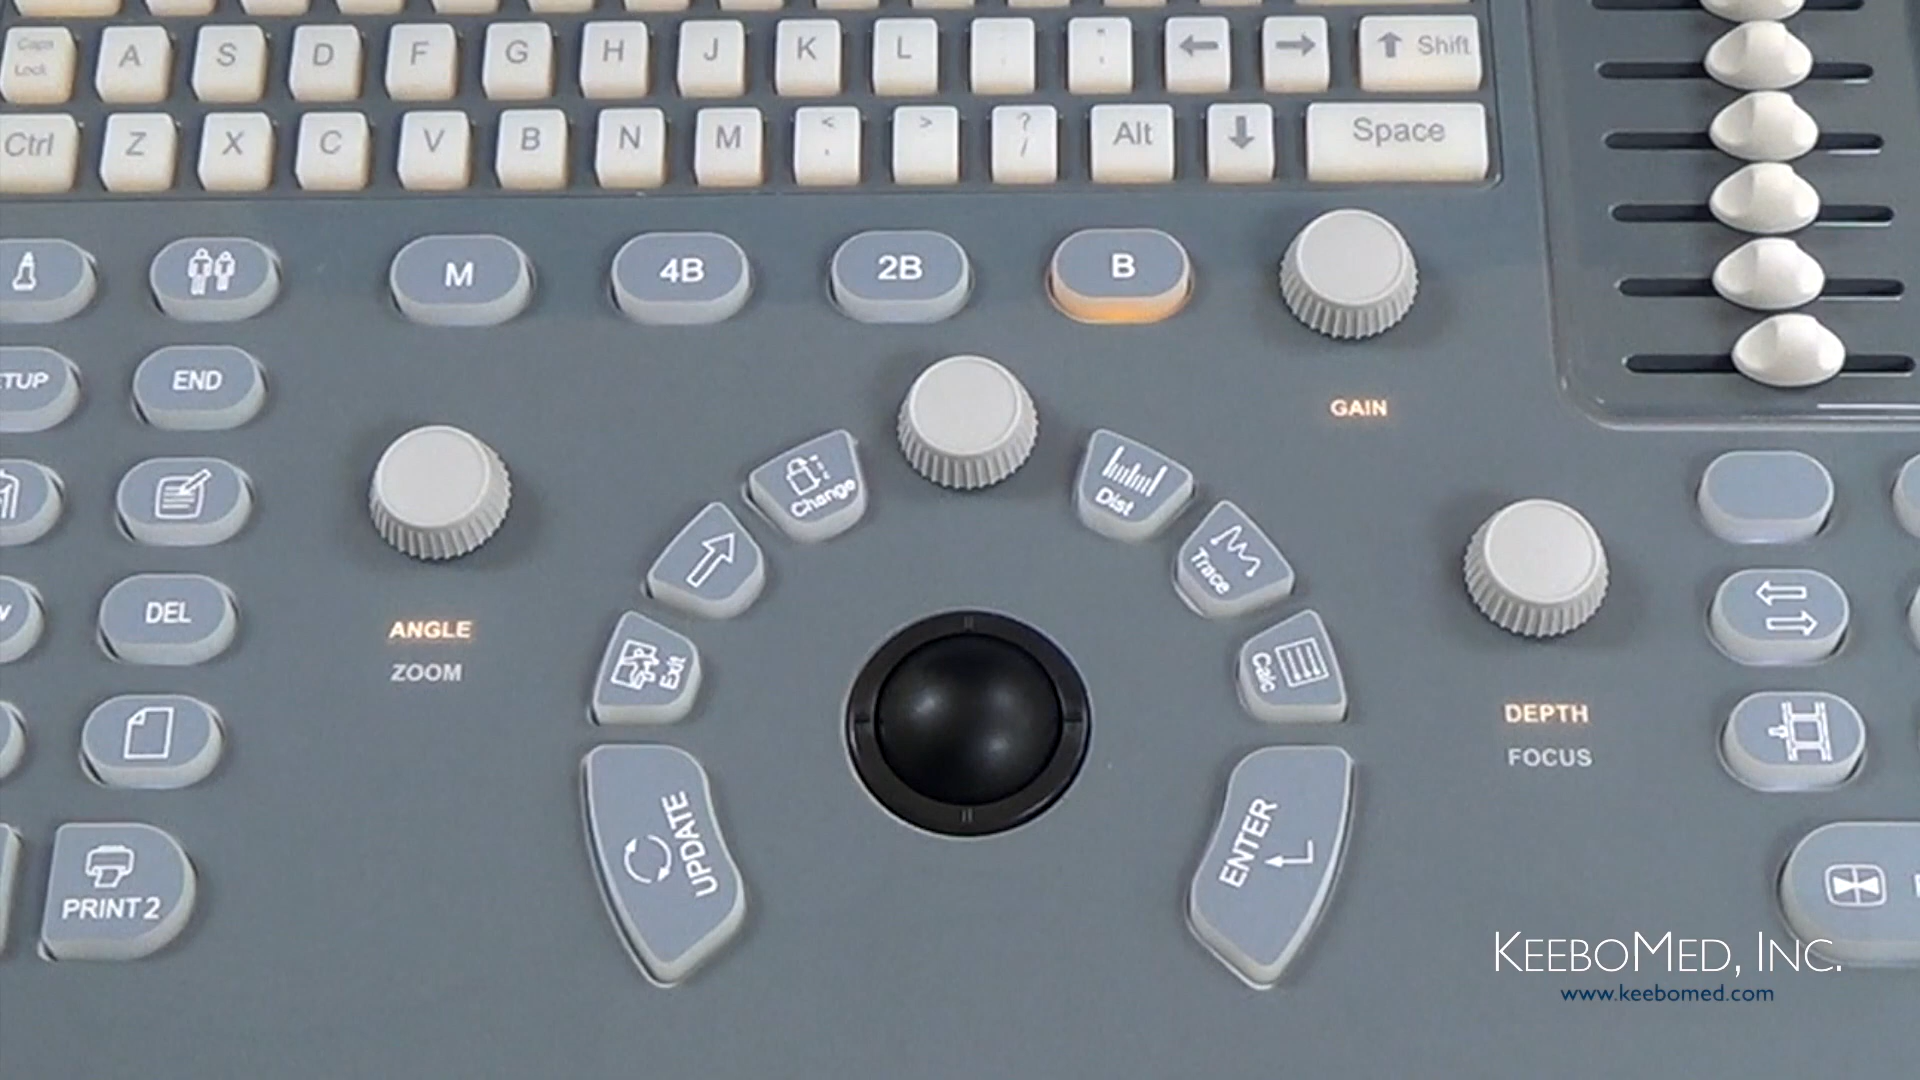 Caps
Lock
A
S
D
F
G
H
J
K
L
↑ Shift
Ctrl
Z
X
C
V
B
N
M
<
,
>
.
?
/
Alt
Space
M
4B
2B
B
GAIN
ETUP
END
Change
Dist
Trace
DEL
ANGLE
ZOOM
Exit
Calc
DEPTH
FOCUS
UPDATE
ENTER
PRINT 2
KEEBOMED, INC.
www.keebomed.com